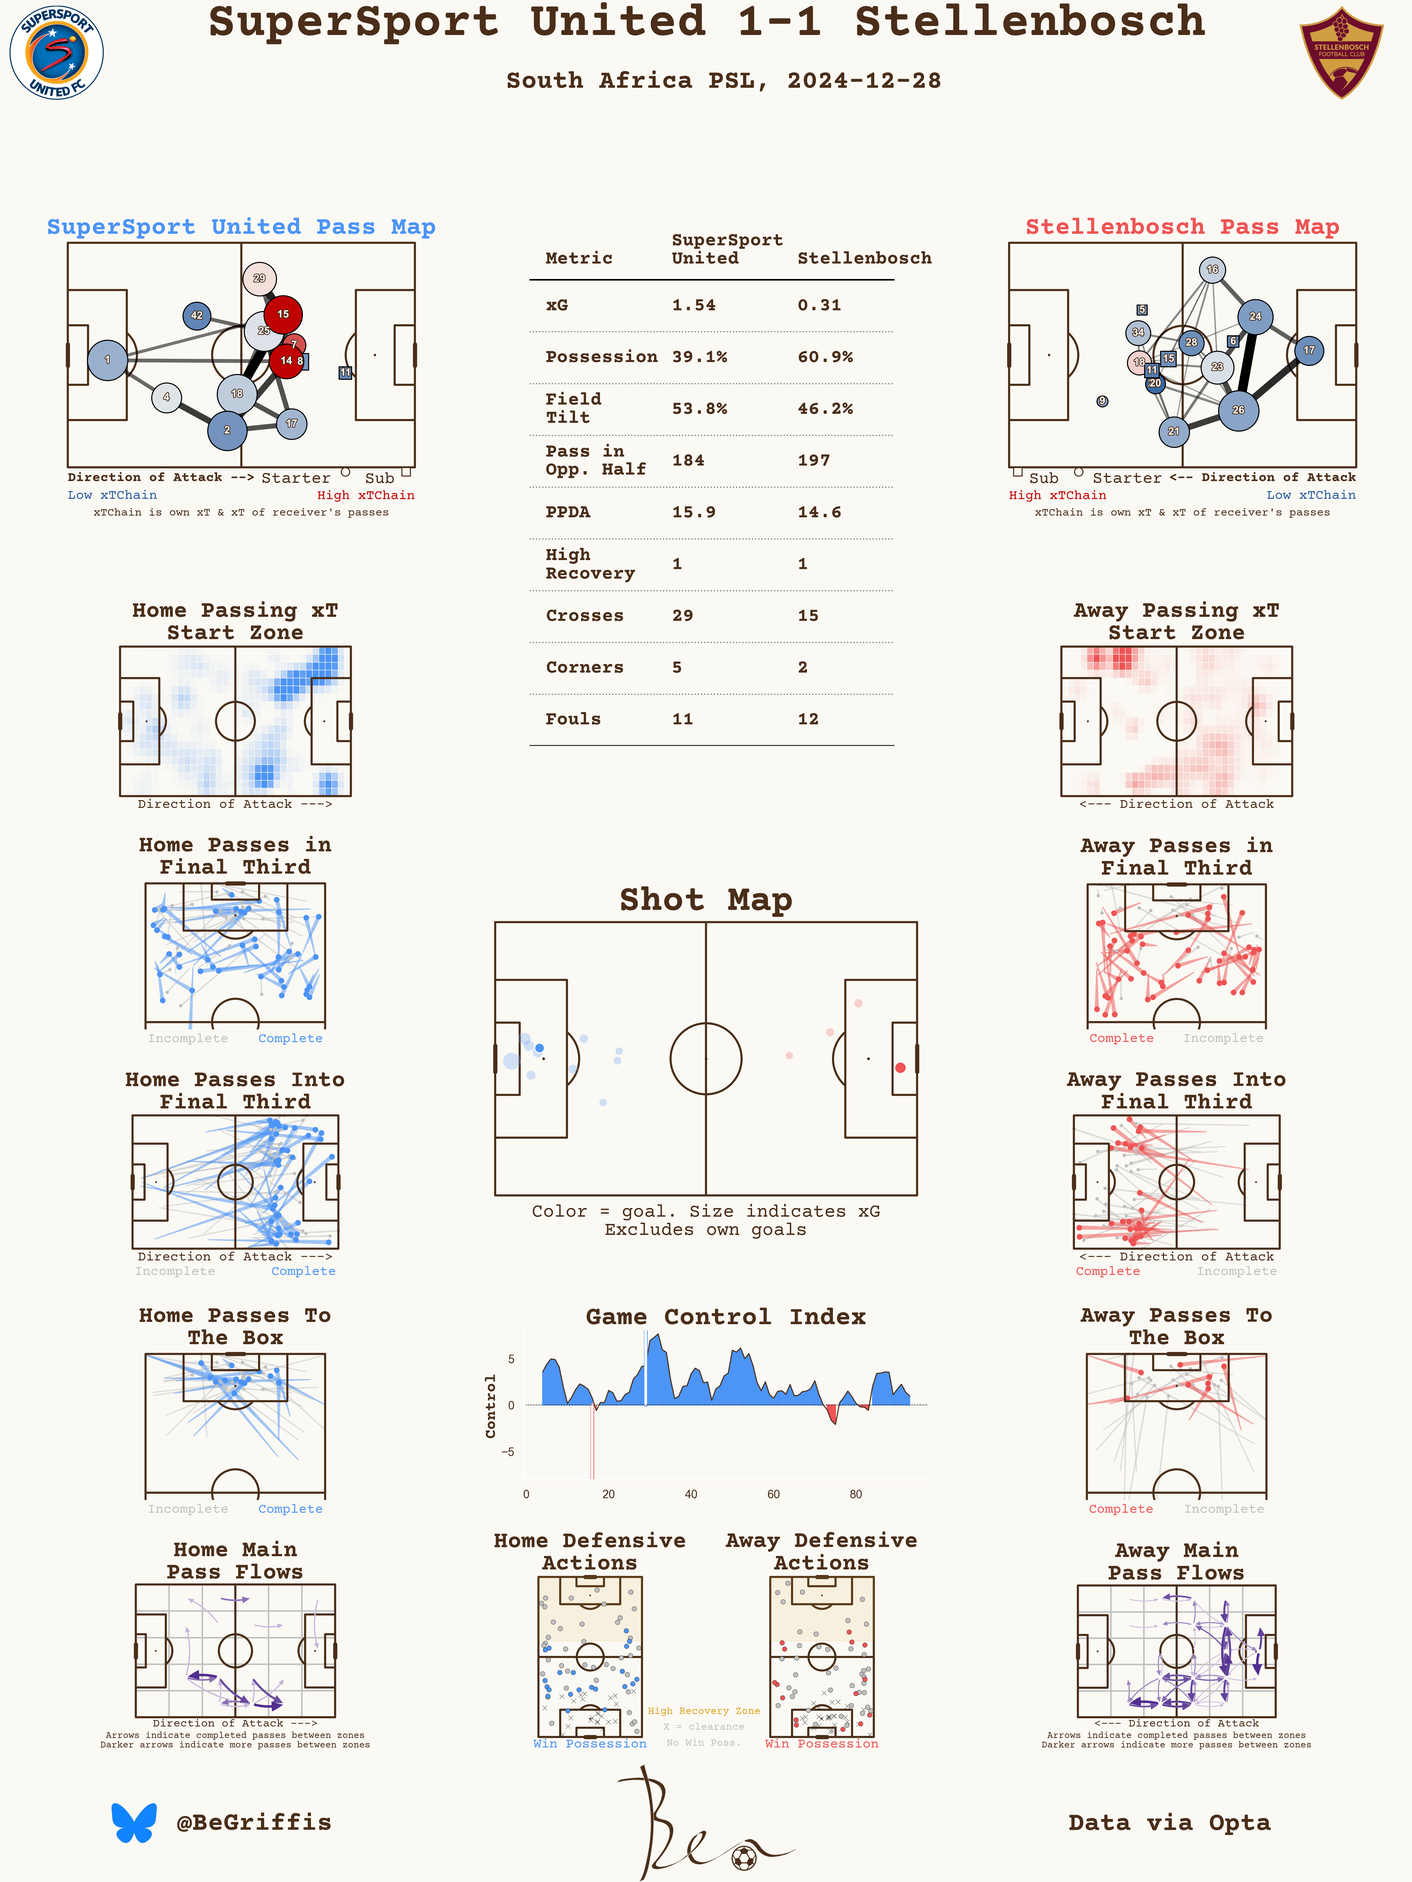 SuperSport United 1-1 Stellenbosch
South Africa PSL, 2024-12-28
SUPERSPORT
UNITED FC
STELLENBOSCH
FOOTBALL CLUB
SuperSport United Pass Map
29
42
15
25
7
1
14
8
11
4
18
2
17
Direction of Attack --> Starter Sub
Low xTChain High xTChain
xTChain is own xT & xT of receiver's passes
Metric SuperSport United Stellenbosch
xG 1.54 0.31
Possession 39.1% 60.9%
Field Tilt 53.8% 46.2%
Pass in Opp. Half 184 197
PPDA 15.9 14.6
High Recovery 1 1
Crosses 29 15
Corners 5 2
Fouls 11 12
Stellenbosch Pass Map
16
5
24
34
28
6
17
18
15
11
23
20
9
26
21
Sub Starter <-- Direction of Attack
High xTChain Low xTChain
xTChain is own xT & xT of receiver's passes
Home Passing xT
Start Zone
Direction of Attack --->
Away Passing xT
Start Zone
<--- Direction of Attack
Home Passes in
Final Third
Incomplete Complete
Away Passes in
Final Third
Complete Incomplete
Shot Map
Color = goal. Size indicates xG
Excludes own goals
Home Passes Into
Final Third
Direction of Attack --->
Incomplete Complete
Away Passes Into
Final Third
<--- Direction of Attack
Complete Incomplete
Home Passes To
The Box
Incomplete Complete
Game Control Index
Control
5
0
−5
0 20 40 60 80
Away Passes To
The Box
Complete Incomplete
Home Main
Pass Flows
Direction of Attack --->
Arrows indicate completed passes between zones
Darker arrows indicate more passes between zones
Home Defensive
Actions
Win Possession
Away Defensive
Actions
Win Possession
High Recovery Zone
X = clearance
No Win Poss.
Away Main
Pass Flows
<--- Direction of Attack
Arrows indicate completed passes between zones
Darker arrows indicate more passes between zones
@BeGriffis
Ben
Data via Opta